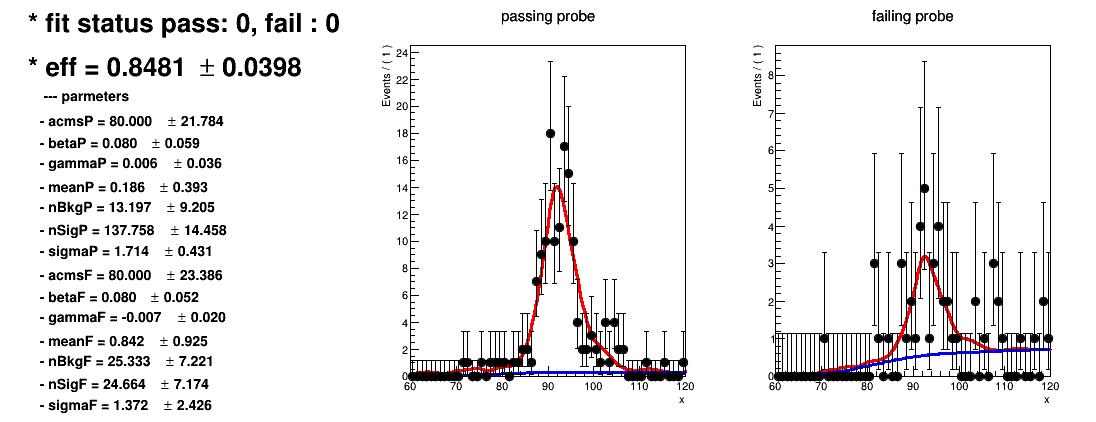 * fit status pass: 0, fail : 0
* eff = 0.8481 ± 0.0398
--- parmeters
- acmsP = 80.000 ± 21.784
- betaP = 0.080 ± 0.059
- gammaP = 0.006 ± 0.036
- meanP = 0.186 ± 0.393
- nBkgP = 13.197 ± 9.205
- nSigP = 137.758 ± 14.458
- sigmaP = 1.714 ± 0.431
- acmsF = 80.000 ± 23.386
- betaF = 0.080 ± 0.052
- gammaF = -0.007 ± 0.020
- meanF = 0.842 ± 0.925
- nBkgF = 25.333 ± 7.221
- nSigF = 24.664 ± 7.174
- sigmaF = 1.372 ± 2.426
passing probe
Events / ( 1 )
24
22
20
18
16
14
12
10
8
6
4
2
0
60 70 80 90 100 110 120
x
failing probe
Events / ( 1 )
8
7
6
5
4
3
2
1
0
60 70 80 90 100 110 120
x